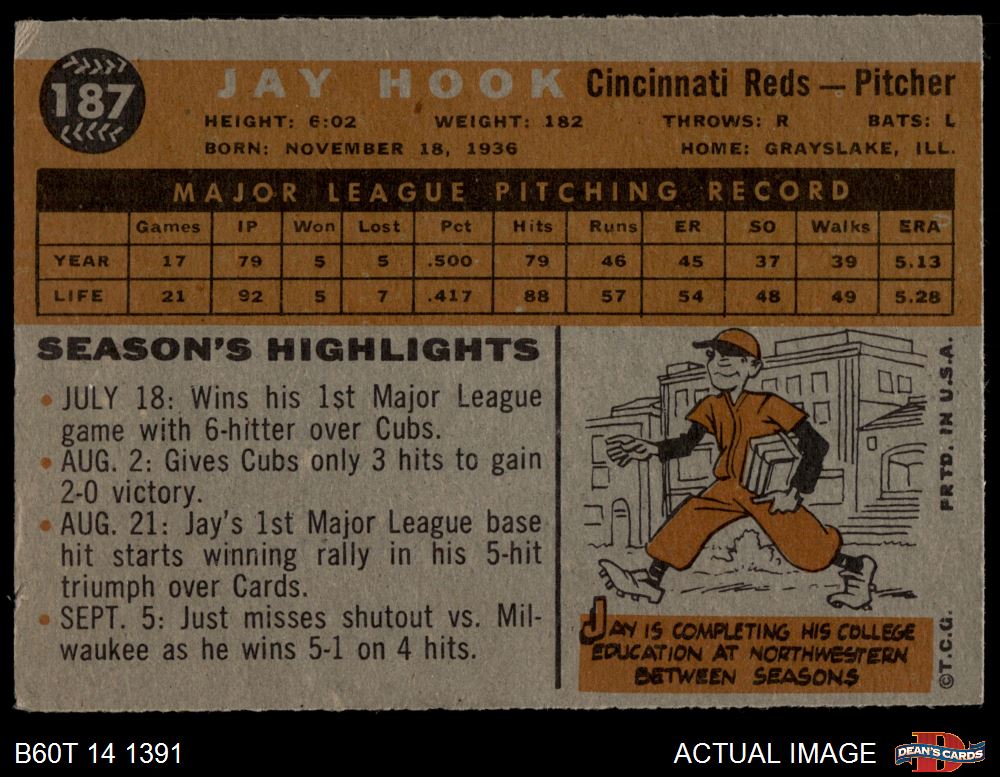 187
JAY HOOK Cincinnati Reds — Pitcher
HEIGHT: 6:02 WEIGHT: 182 THROWS: R BATS: L
BORN: NOVEMBER 18, 1936 HOME: GRAYSLAKE, ILL.
MAJOR LEAGUE PITCHING RECORD
Games IP Won Lost Pct Hits Runs ER SO Walks ERA
YEAR 17 79 5 5 .500 79 46 45 37 39 5.13
LIFE 21 92 5 7 .417 88 57 54 48 49 5.28
SEASON'S HIGHLIGHTS
• JULY 18: Wins his 1st Major League
game with 6-hitter over Cubs.
• AUG. 2: Gives Cubs only 3 hits to gain
2-0 victory.
• AUG. 21: Jay's 1st Major League base
hit starts winning rally in his 5-hit
triumph over Cards.
• SEPT. 5: Just misses shutout vs. Mil-
waukee as he wins 5-1 on 4 hits.
JAY IS COMPLETING HIS COLLEGE
EDUCATION AT NORTHWESTERN
BETWEEN SEASONS
©T.C.G. PRTD. IN U.S.A.
B60T 14 1391
ACTUAL IMAGE
D
DEAN'S CARDS